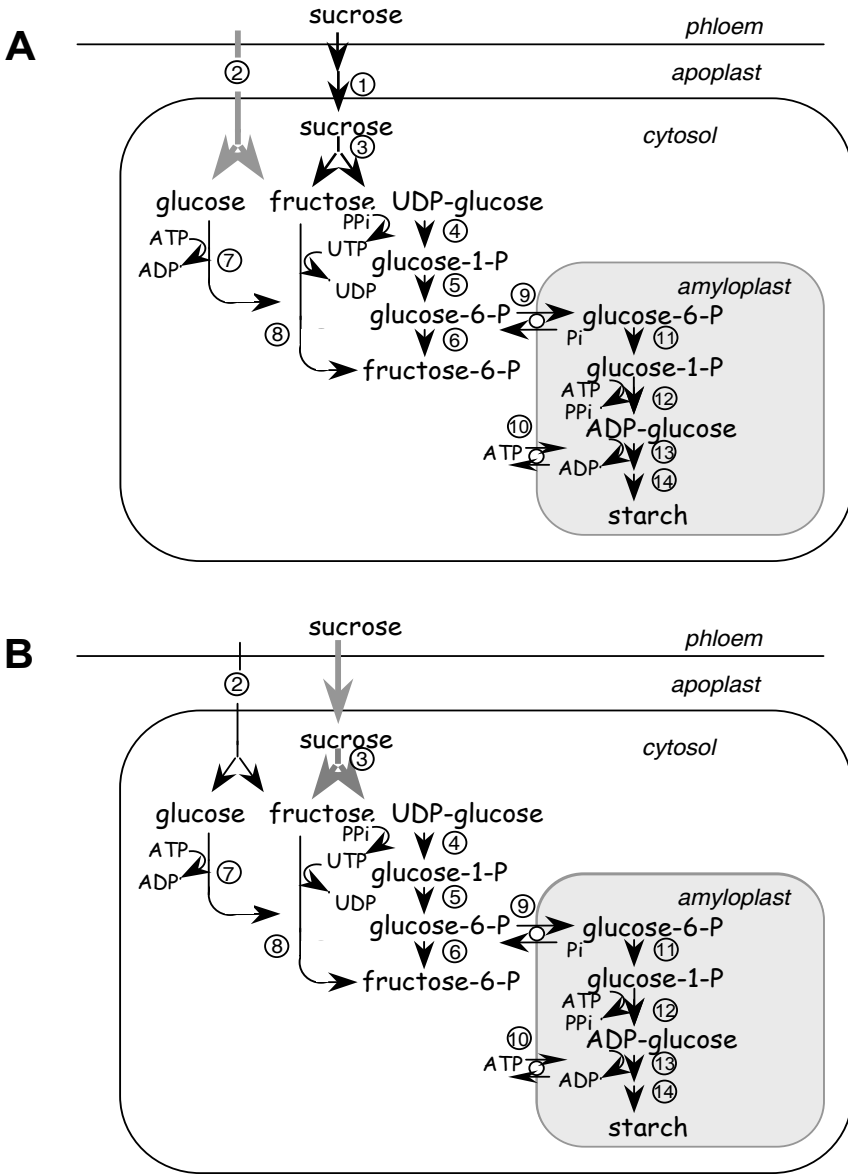 A
sucrose
phloem
②
apoplast
①
sucrose
cytosol
③
glucose fructose UDP-glucose
PPi
④
ATP
UTP
⑦
glucose-1-P
ADP
UDP
⑤
⑨
amyloplast
glucose-6-P
glucose-6-P
⑧
⑥
Pi
⑪
fructose-6-P
glucose-1-P
ATP
⑫
PPi
⑩
ADP-glucose
ATP
ADP
⑬
⑭
starch
B
sucrose
phloem
②
apoplast
sucrose
cytosol
③
glucose fructose UDP-glucose
PPi
④
ATP
UTP
⑦
glucose-1-P
ADP
UDP
⑤
⑨
amyloplast
glucose-6-P
glucose-6-P
⑧
⑥
Pi
⑪
fructose-6-P
glucose-1-P
ATP
⑫
PPi
⑩
ADP-glucose
ATP
ADP
⑬
⑭
starch